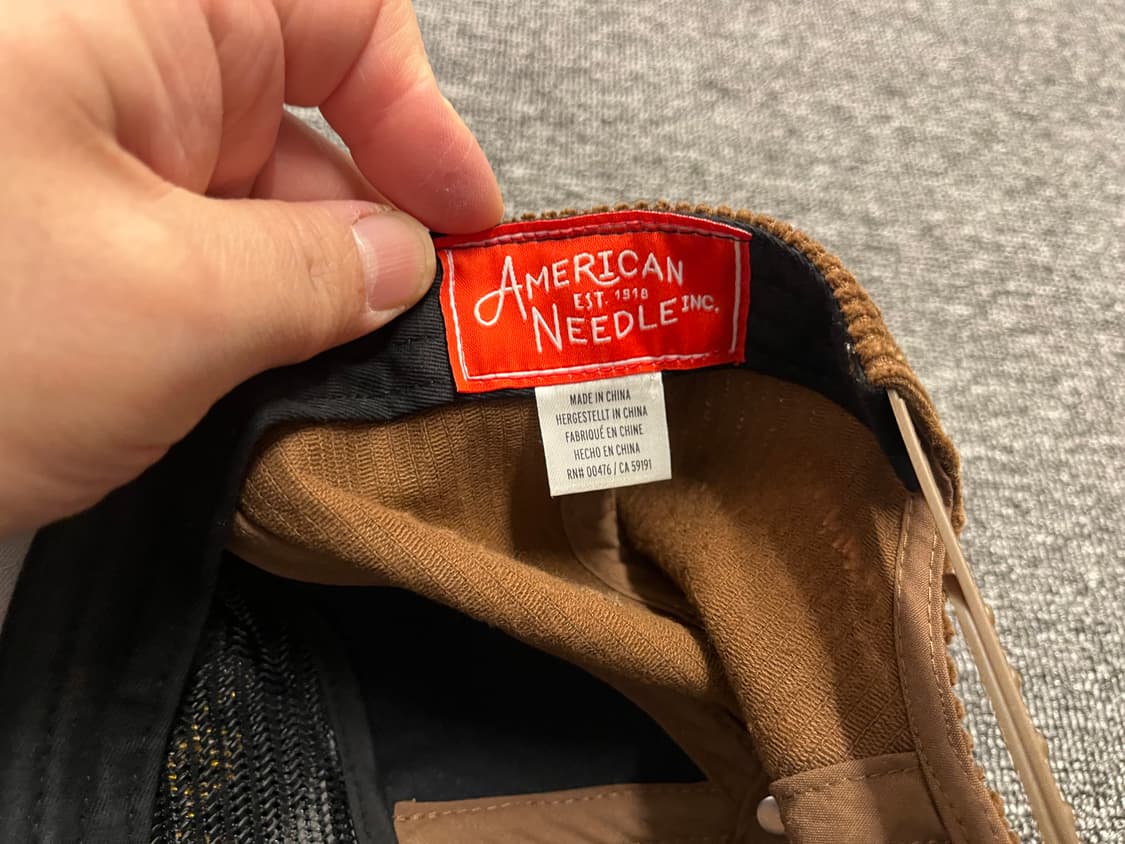 AMERICAN
EST. 1918
NEEDLE INC.
MADE IN CHINA
HERGESTELLT IN CHINA
FABRIQUÉ EN CHINE
HECHO EN CHINA
RN# 00476 / CA 59191